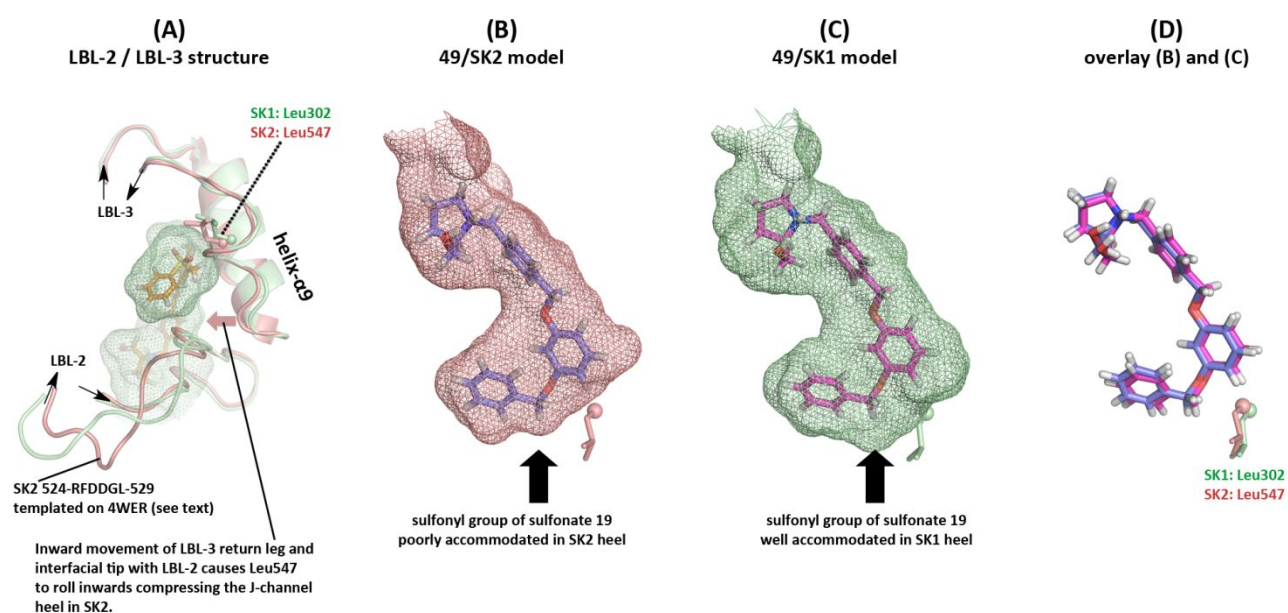 (A)
LBL-2 / LBL-3 structure
SK1: Leu302
SK2: Leu547
LBL-3
helix-α9
LBL-2
SK2 524-RFDDGL-529
templated on 4WER (see text)
Inward movement of LBL-3 return leg and
interfacial tip with LBL-2 causes Leu547
to roll inwards compressing the J-channel
heel in SK2.
(B)
49/SK2 model
sulfonyl group of sulfonate 19
poorly accommodated in SK2 heel
(C)
49/SK1 model
sulfonyl group of sulfonate 19
well accommodated in SK1 heel
(D)
overlay (B) and (C)
SK1: Leu302
SK2: Leu547